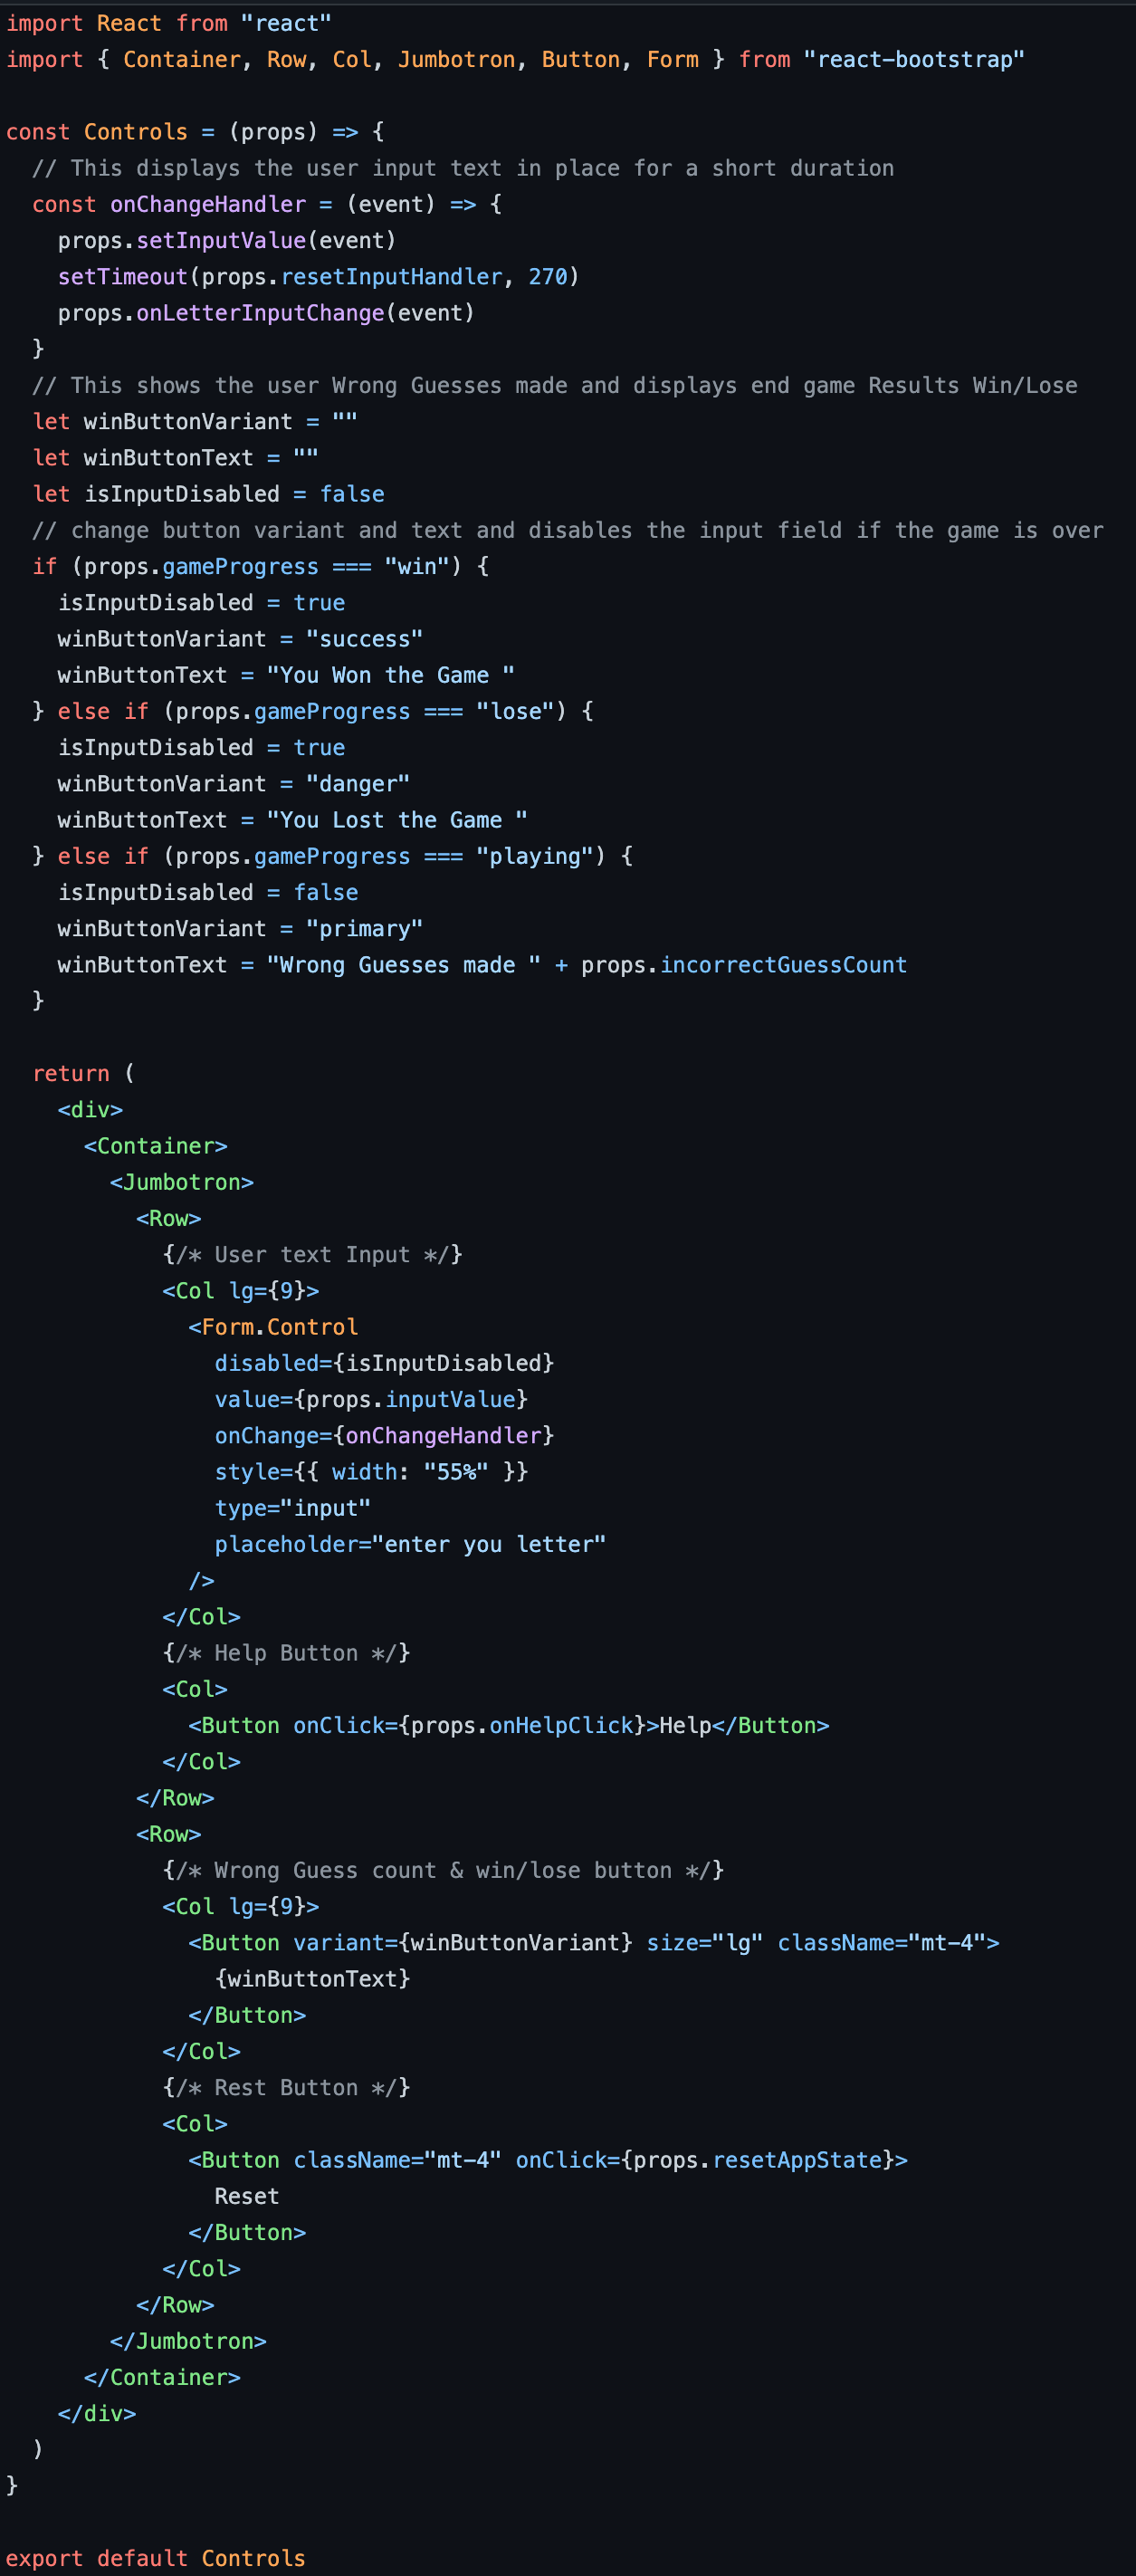 import React from "react"
import { Container, Row, Col, Jumbotron, Button, Form } from "react-bootstrap"

const Controls = (props) => {
  // This displays the user input text in place for a short duration
  const onChangeHandler = (event) => {
    props.setInputValue(event)
    setTimeout(props.resetInputHandler, 270)
    props.onLetterInputChange(event)
  }
  // This shows the user Wrong Guesses made and displays end game Results Win/Lose
  let winButtonVariant = ""
  let winButtonText = ""
  let isInputDisabled = false
  // change button variant and text and disables the input field if the game is over
  if (props.gameProgress === "win") {
    isInputDisabled = true
    winButtonVariant = "success"
    winButtonText = "You Won the Game "
  } else if (props.gameProgress === "lose") {
    isInputDisabled = true
    winButtonVariant = "danger"
    winButtonText = "You Lost the Game "
  } else if (props.gameProgress === "playing") {
    isInputDisabled = false
    winButtonVariant = "primary"
    winButtonText = "Wrong Guesses made " + props.incorrectGuessCount
  }

  return (
    <div>
      <Container>
        <Jumbotron>
          <Row>
            {/* User text Input */}
            <Col lg={9}>
              <Form.Control
                disabled={isInputDisabled}
                value={props.inputValue}
                onChange={onChangeHandler}
                style={{ width: "55%" }}
                type="input"
                placeholder="enter you letter"
              />
            </Col>
            {/* Help Button */}
            <Col>
              <Button onClick={props.onHelpClick}>Help</Button>
            </Col>
          </Row>
          <Row>
            {/* Wrong Guess count & win/lose button */}
            <Col lg={9}>
              <Button variant={winButtonVariant} size="lg" className="mt-4">
                {winButtonText}
              </Button>
            </Col>
            {/* Rest Button */}
            <Col>
              <Button className="mt-4" onClick={props.resetAppState}>
                Reset
              </Button>
            </Col>
          </Row>
        </Jumbotron>
      </Container>
    </div>
  )
}

export default Controls